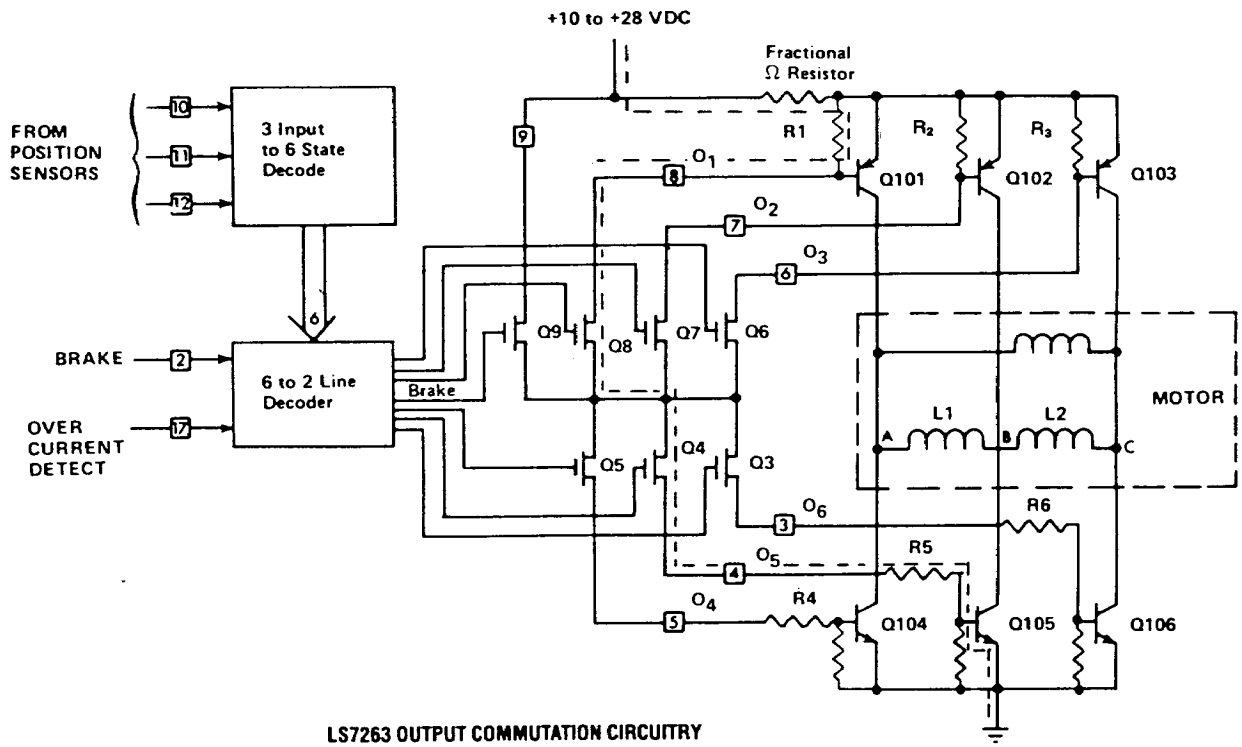 +10 to +28 VDC
Fractional
Ω Resistor
10
3 Input
to 6 State
Decode
FROM
POSITION
SENSORS
11
12
9
R1
R2
R3
O1
8
Q101
Q102
Q103
O2
7
O3
6
6
Q9
Q8
Q7
Q6
BRAKE
2
6 to 2 Line
Decoder
Brake
MOTOR
OVER
CURRENT
DETECT
17
L1
L2
A
B
C
Q5
Q4
Q3
O6
3
R6
O5
4
R5
O4
5
R4
Q104
Q105
Q106
LS7263 OUTPUT COMMUTATION CIRCUITRY